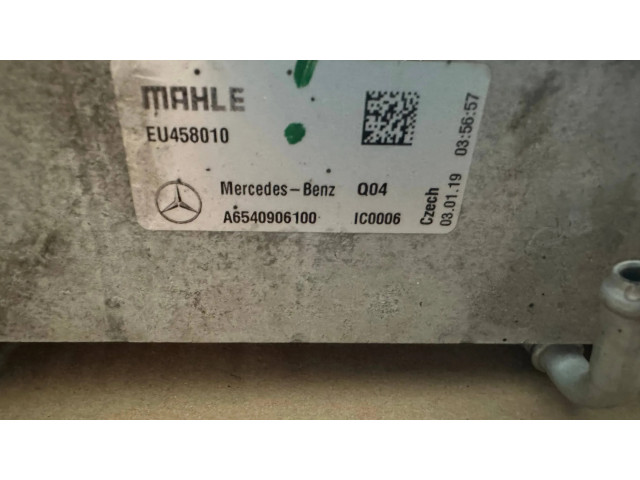 MAHLE
EU458010
Mercedes-Benz Q04
A6540906100 IC0006
Czech
03.01.19 03:56:57